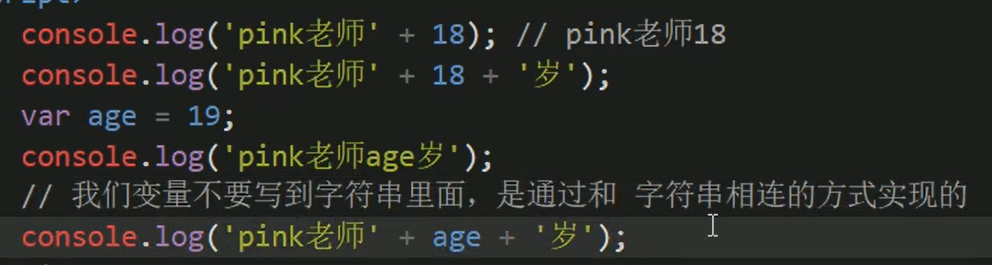 console.log('pink老师' + 18); // pink老师18
console.log('pink老师' + 18 + '岁');
var age = 19;
console.log('pink老师age岁');
// 我们变量不要写到字符串里面，是通过和 字符串相连的方式实现的
console.log('pink老师' + age + '岁');